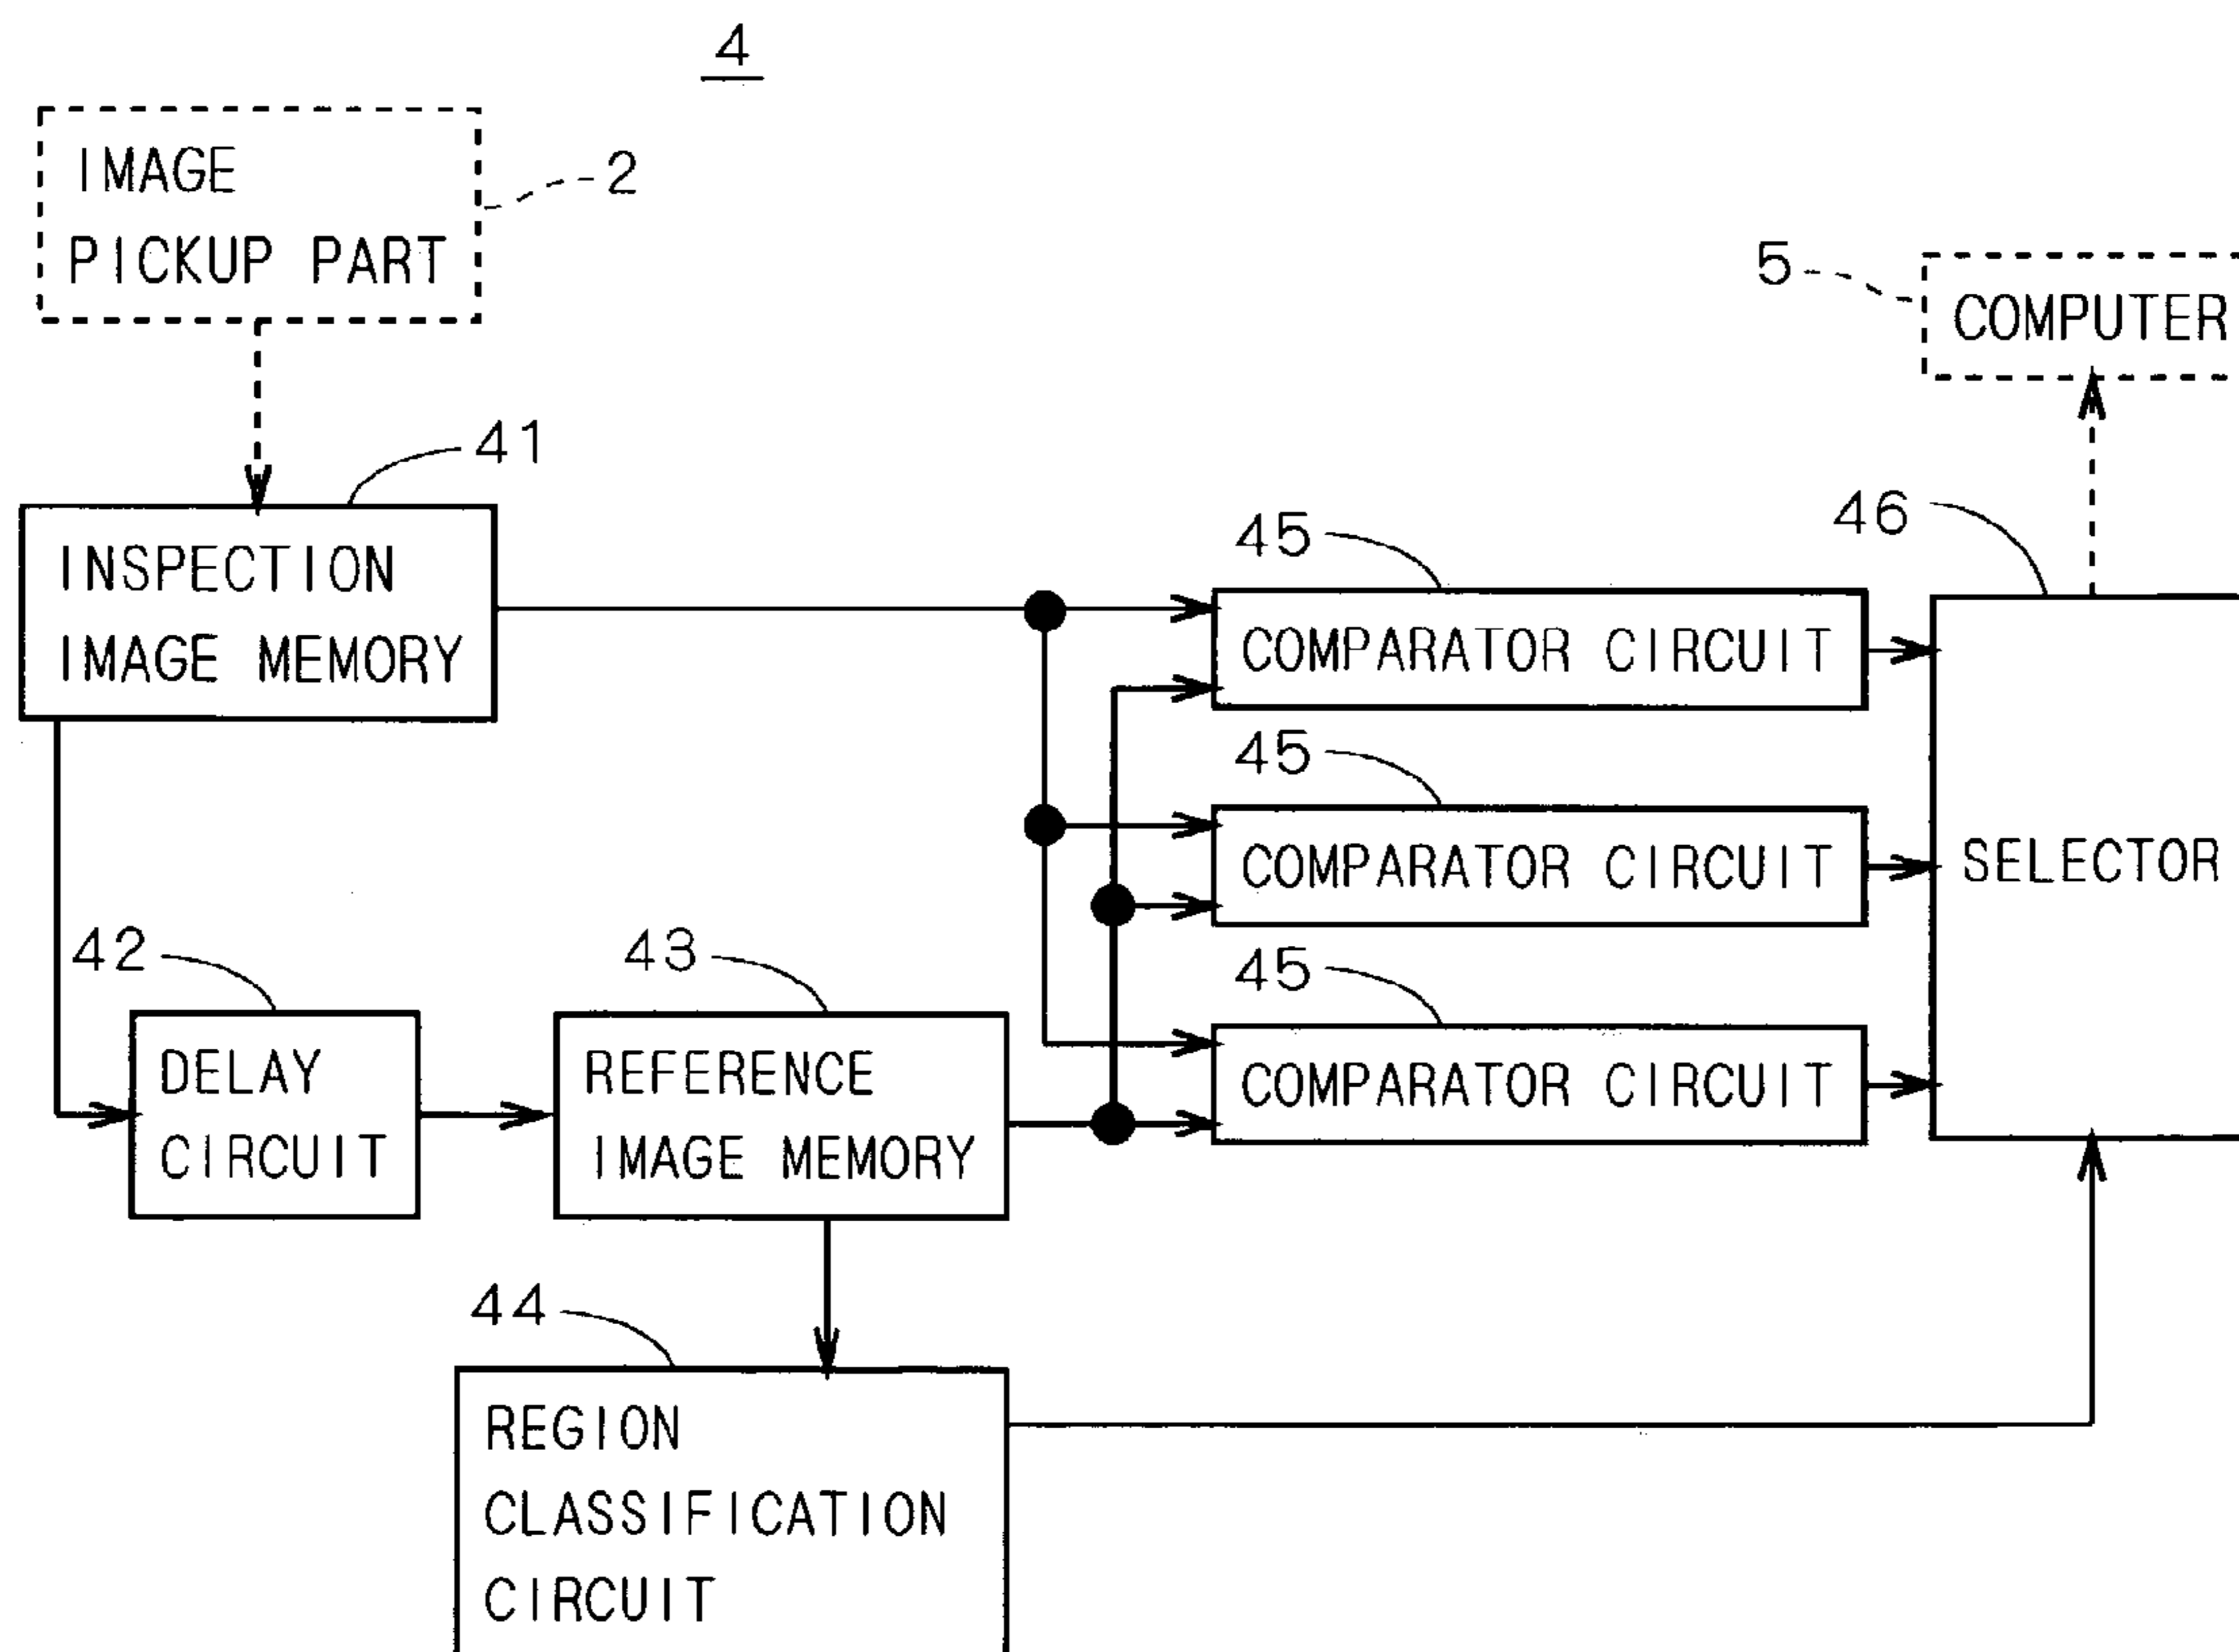 4
IMAGE
PICKUP PART
2
5
COMPUTER
41
INSPECTION
IMAGE MEMORY
45
COMPARATOR CIRCUIT
46
45
COMPARATOR CIRCUIT
SELECTOR
45
COMPARATOR CIRCUIT
42
DELAY
CIRCUIT
43
REFERENCE
IMAGE MEMORY
44
REGION
CLASSIFICATION
CIRCUIT